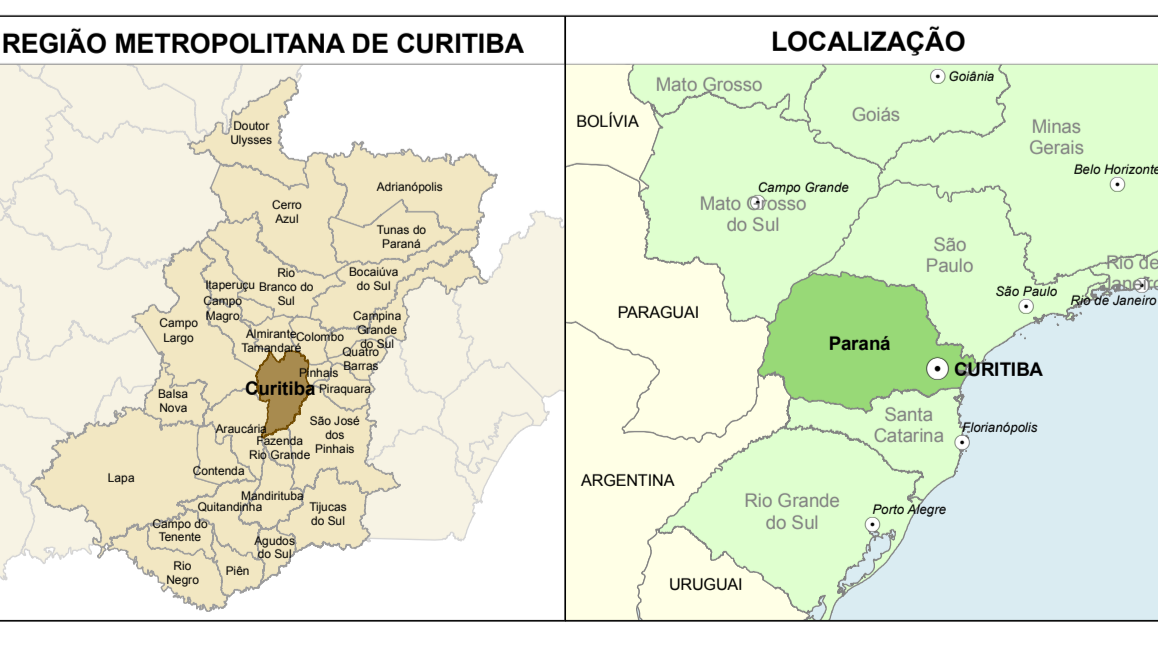 REGIÃO METROPOLITANA DE CURITIBA
Doutor
Ulysses
Adrianópolis
Cerro
Azul
Tunas do
Paraná
Rio
Branco do
Sul
Bocaiúva
do Sul
Itaperuçu
Campo
Magro
Campo
Largo
Almirante
Tamandaré
Colombo
Campina
Grande
do Sul
Quatro
Barras
Pinhais
Piraquara
Curitiba
Balsa
Nova
Araucária
São José
dos
Pinhais
Fazenda
Rio Grande
Lapa
Contenda
Mandirituba
Quitandinha
Tijucas
do Sul
Campo do
Tenente
Agudos
do Sul
Rio
Negro
Piên
LOCALIZAÇÃO
Mato Grosso
Goiânia
BOLÍVIA
Goiás
Minas
Gerais
Belo Horizonte
Campo Grande
Mato Grosso
do Sul
São
Paulo
Rio de
Janeiro
São Paulo
Rio de Janeiro
PARAGUAI
Paraná
CURITIBA
Santa
Catarina
Florianópolis
ARGENTINA
Rio Grande
do Sul
Porto Alegre
URUGUAI